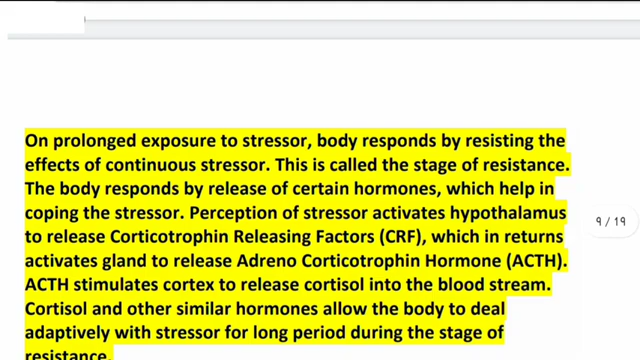 On prolonged exposure to stressor, body responds by resisting the
effects of continuous stressor. This is called the stage of resistance.
The body responds by release of certain hormones, which help in
coping the stressor. Perception of stressor activates hypothalamus
to release Corticotrophin Releasing Factors (CRF), which in returns
activates gland to release Adreno Corticotrophin Hormone (ACTH).
ACTH stimulates cortex to release cortisol into the blood stream.
Cortisol and other similar hormones allow the body to deal
adaptively with stressor for long period during the stage of
resistance.
9 / 19